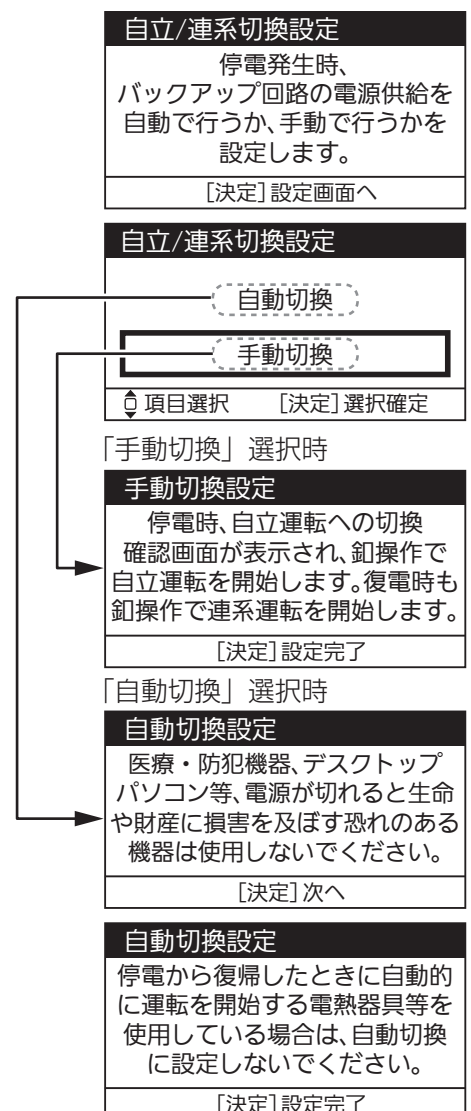 自立/連系切換設定
停電発生時、
バックアップ回路の電源供給を
自動で行うか、手動で行うかを
設定します。
[決定]設定画面へ
自立/連系切換設定
自動切換
手動切換
項目選択 [決定]選択確定
「手動切換」選択時
手動切換設定
停電時、自立運転への切換
確認画面が表示され、釦操作で
自立運転を開始します。復電時も
釦操作で連系運転を開始します。
[決定]設定完了
「自動切換」選択時
自動切換設定
医療・防犯機器、デスクトップ
パソコン等、電源が切れると生命
や財産に損害を及ぼす恐れのある
機器は使用しないでください。
[決定]次へ
自動切換設定
停電から復帰したときに自動的
に運転を開始する電熱器具等を
使用している場合は、自動切換
に設定しないでください。
[決定]設定完了